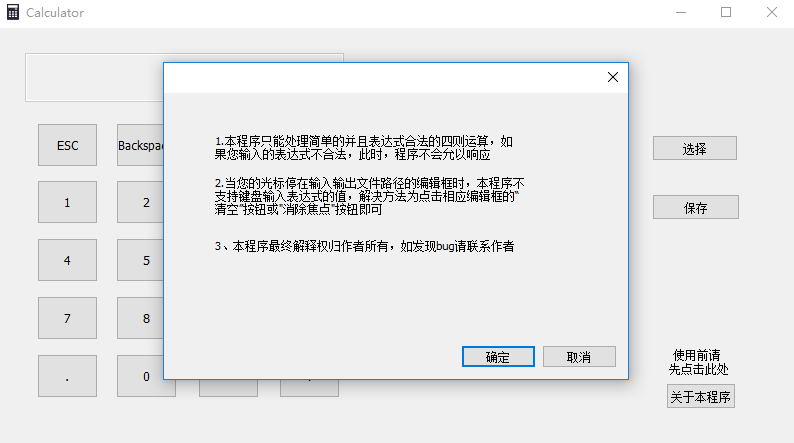 Calculator
1.本程序只能处理简单的并且表达式合法的四则运算，如
果您输入的表达式不合法，此时，程序不会允以响应
2.当您的光标停在输入输出文件路径的编辑框时，本程序不
支持键盘输入表达式的值，解决方法为点击相应编辑框的"
清空"按钮或"消除焦点"按钮即可
3、本程序最终解释权归作者所有，如发现bug请联系作者
确定
取消
ESC
1
2
4
5
7
8
.
0
选择
保存
使用前请
先点击此处
关于本程序